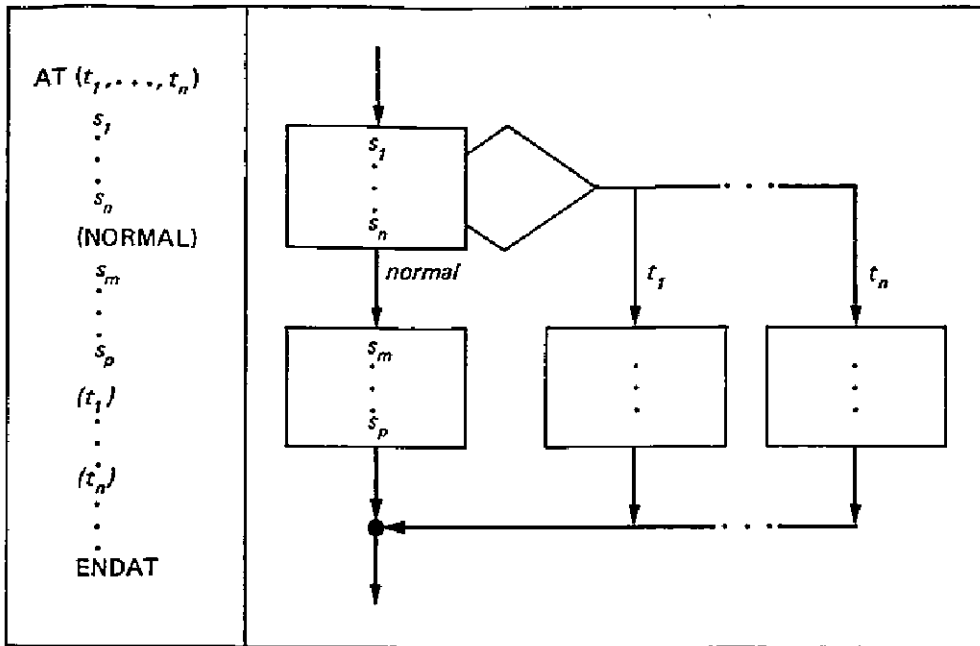 AT (t₁, . . . , tₙ)
s₁
.
.
.
sₙ
(NORMAL)
sₘ
.
.
.
sₚ
(t₁)
.
.
.
(tₙ)
.
.
.
ENDAT
s₁
.
.
.
sₙ
normal
t₁
tₙ
. . .
sₘ
.
.
.
sₚ
.
.
.
.
.
.
. . .